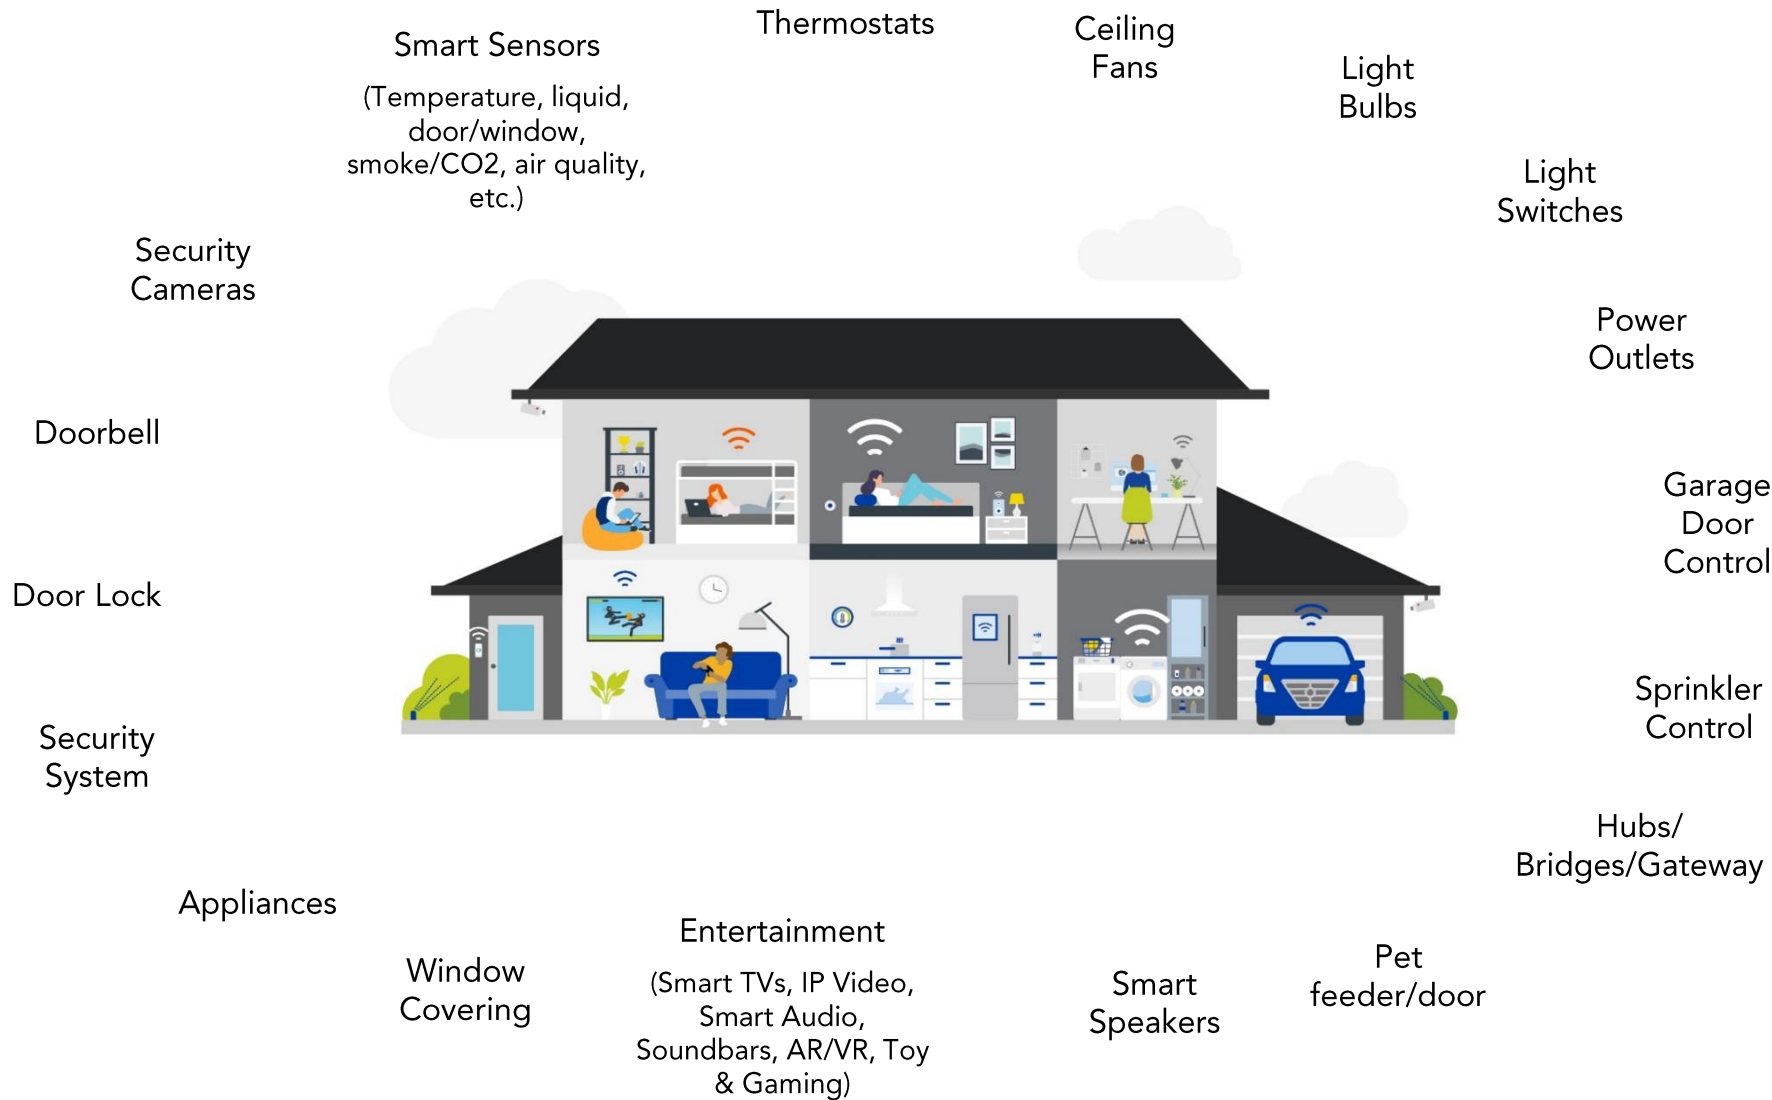 Thermostats
Ceiling
Fans
Smart Sensors
(Temperature, liquid,
door/window,
smoke/CO2, air quality,
etc.)
Light
Bulbs
Light
Switches
Security
Cameras
Power
Outlets
Doorbell
Garage
Door
Control
Door Lock
Sprinkler
Control
Security
System
Hubs/
Bridges/Gateway
Appliances
Window
Covering
Entertainment
(Smart TVs, IP Video,
Smart Audio,
Soundbars, AR/VR, Toy
& Gaming)
Smart
Speakers
Pet
feeder/door